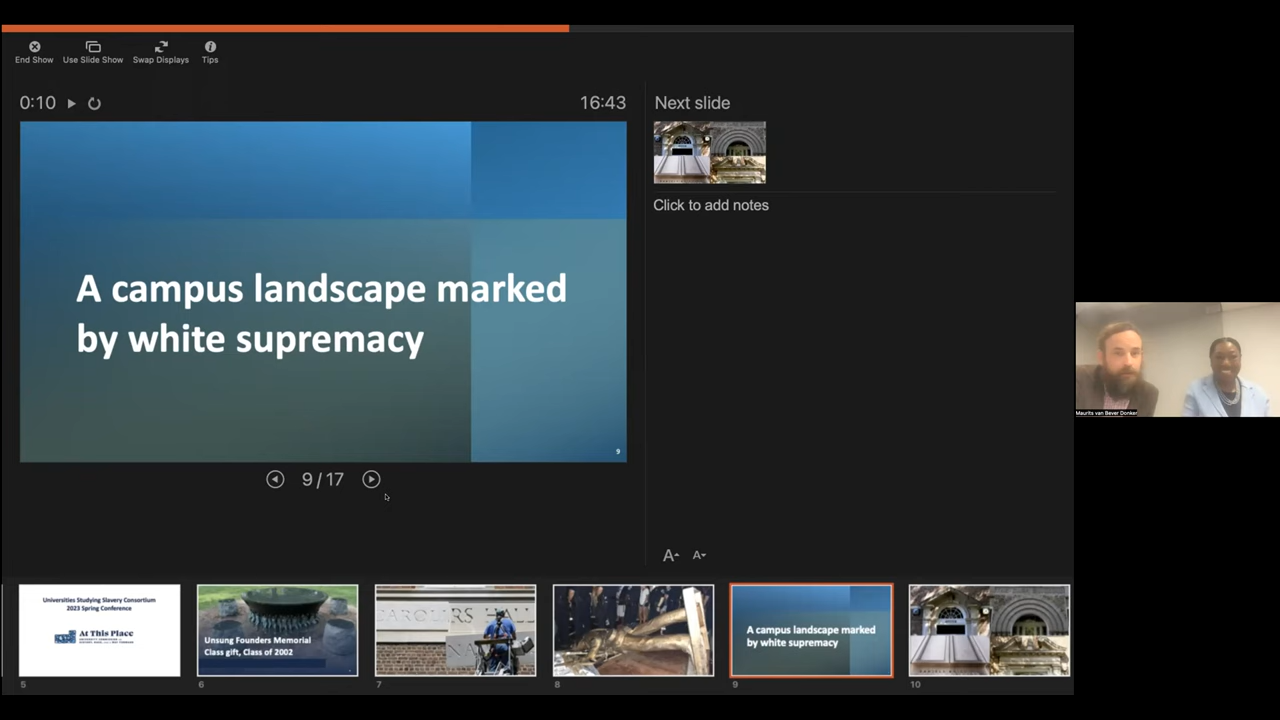 End Show
Use Slide Show
Swap Displays
Tips
0:10
16:43
Next slide
Click to add notes
A campus landscape marked
by white supremacy
9
9 / 17
A
A
Universities Studying Slavery Consortium
2023 Spring Conference
At This Place
5
Unsung Founders Memorial
Class gift, Class of 2002
6
CAROLINA HALL
7
8
A campus landscape marked
by white supremacy
9
10
Maurits van Bever Donker